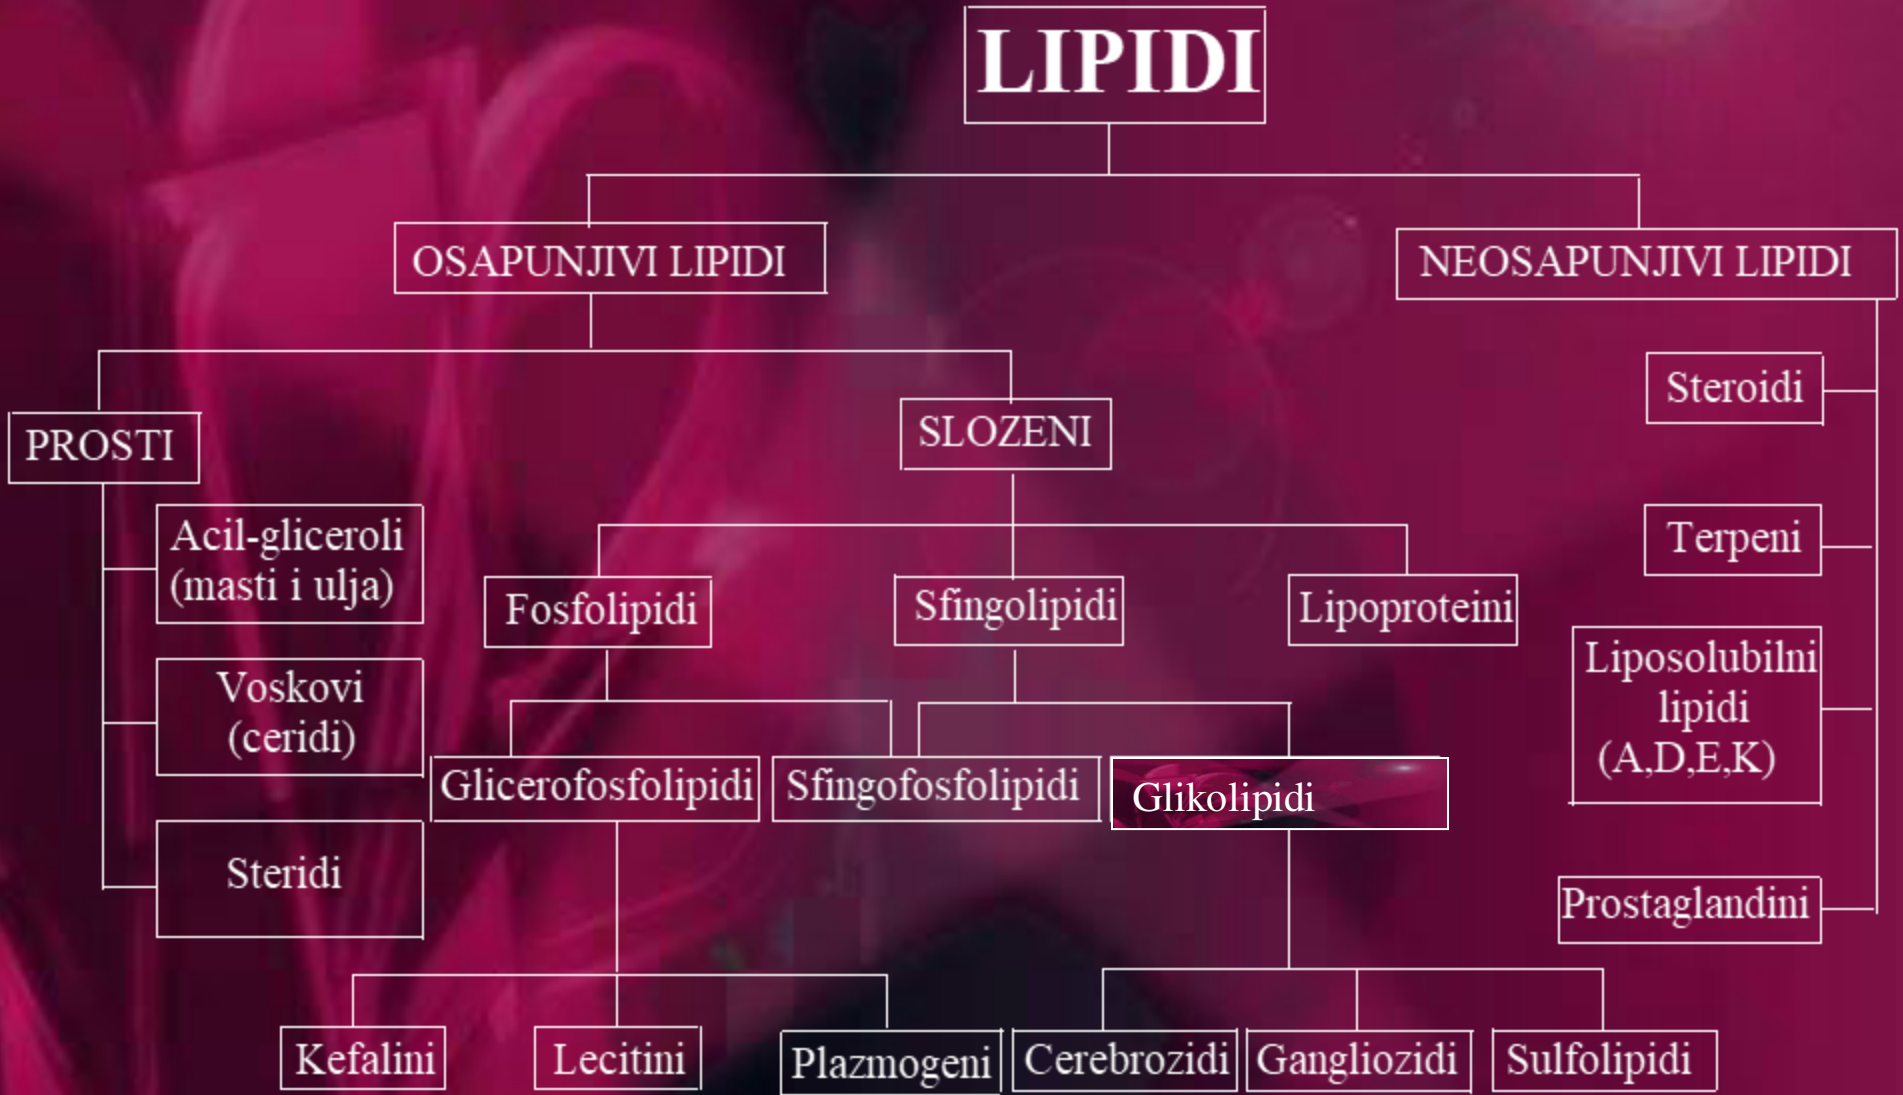 LIPIDI
OSAPUNJIVI LIPIDI
NEOSAPUNJIVI LIPIDI
PROSTI
SLOZENI
Steroidi
Acil-gliceroli
(masti i ulja)
Fosfolipidi
Sfingolipidi
Lipoproteini
Terpeni
Voskovi
(ceridi)
Liposolubilni
lipidi
(A,D,E,K)
Glicerofosfolipidi
Sfingofosfolipidi
Glikolipidi
Steridi
Prostaglandini
Kefalini
Lecitini
Plazmogeni
Cerebrozidi
Gangliozidi
Sulfolipidi